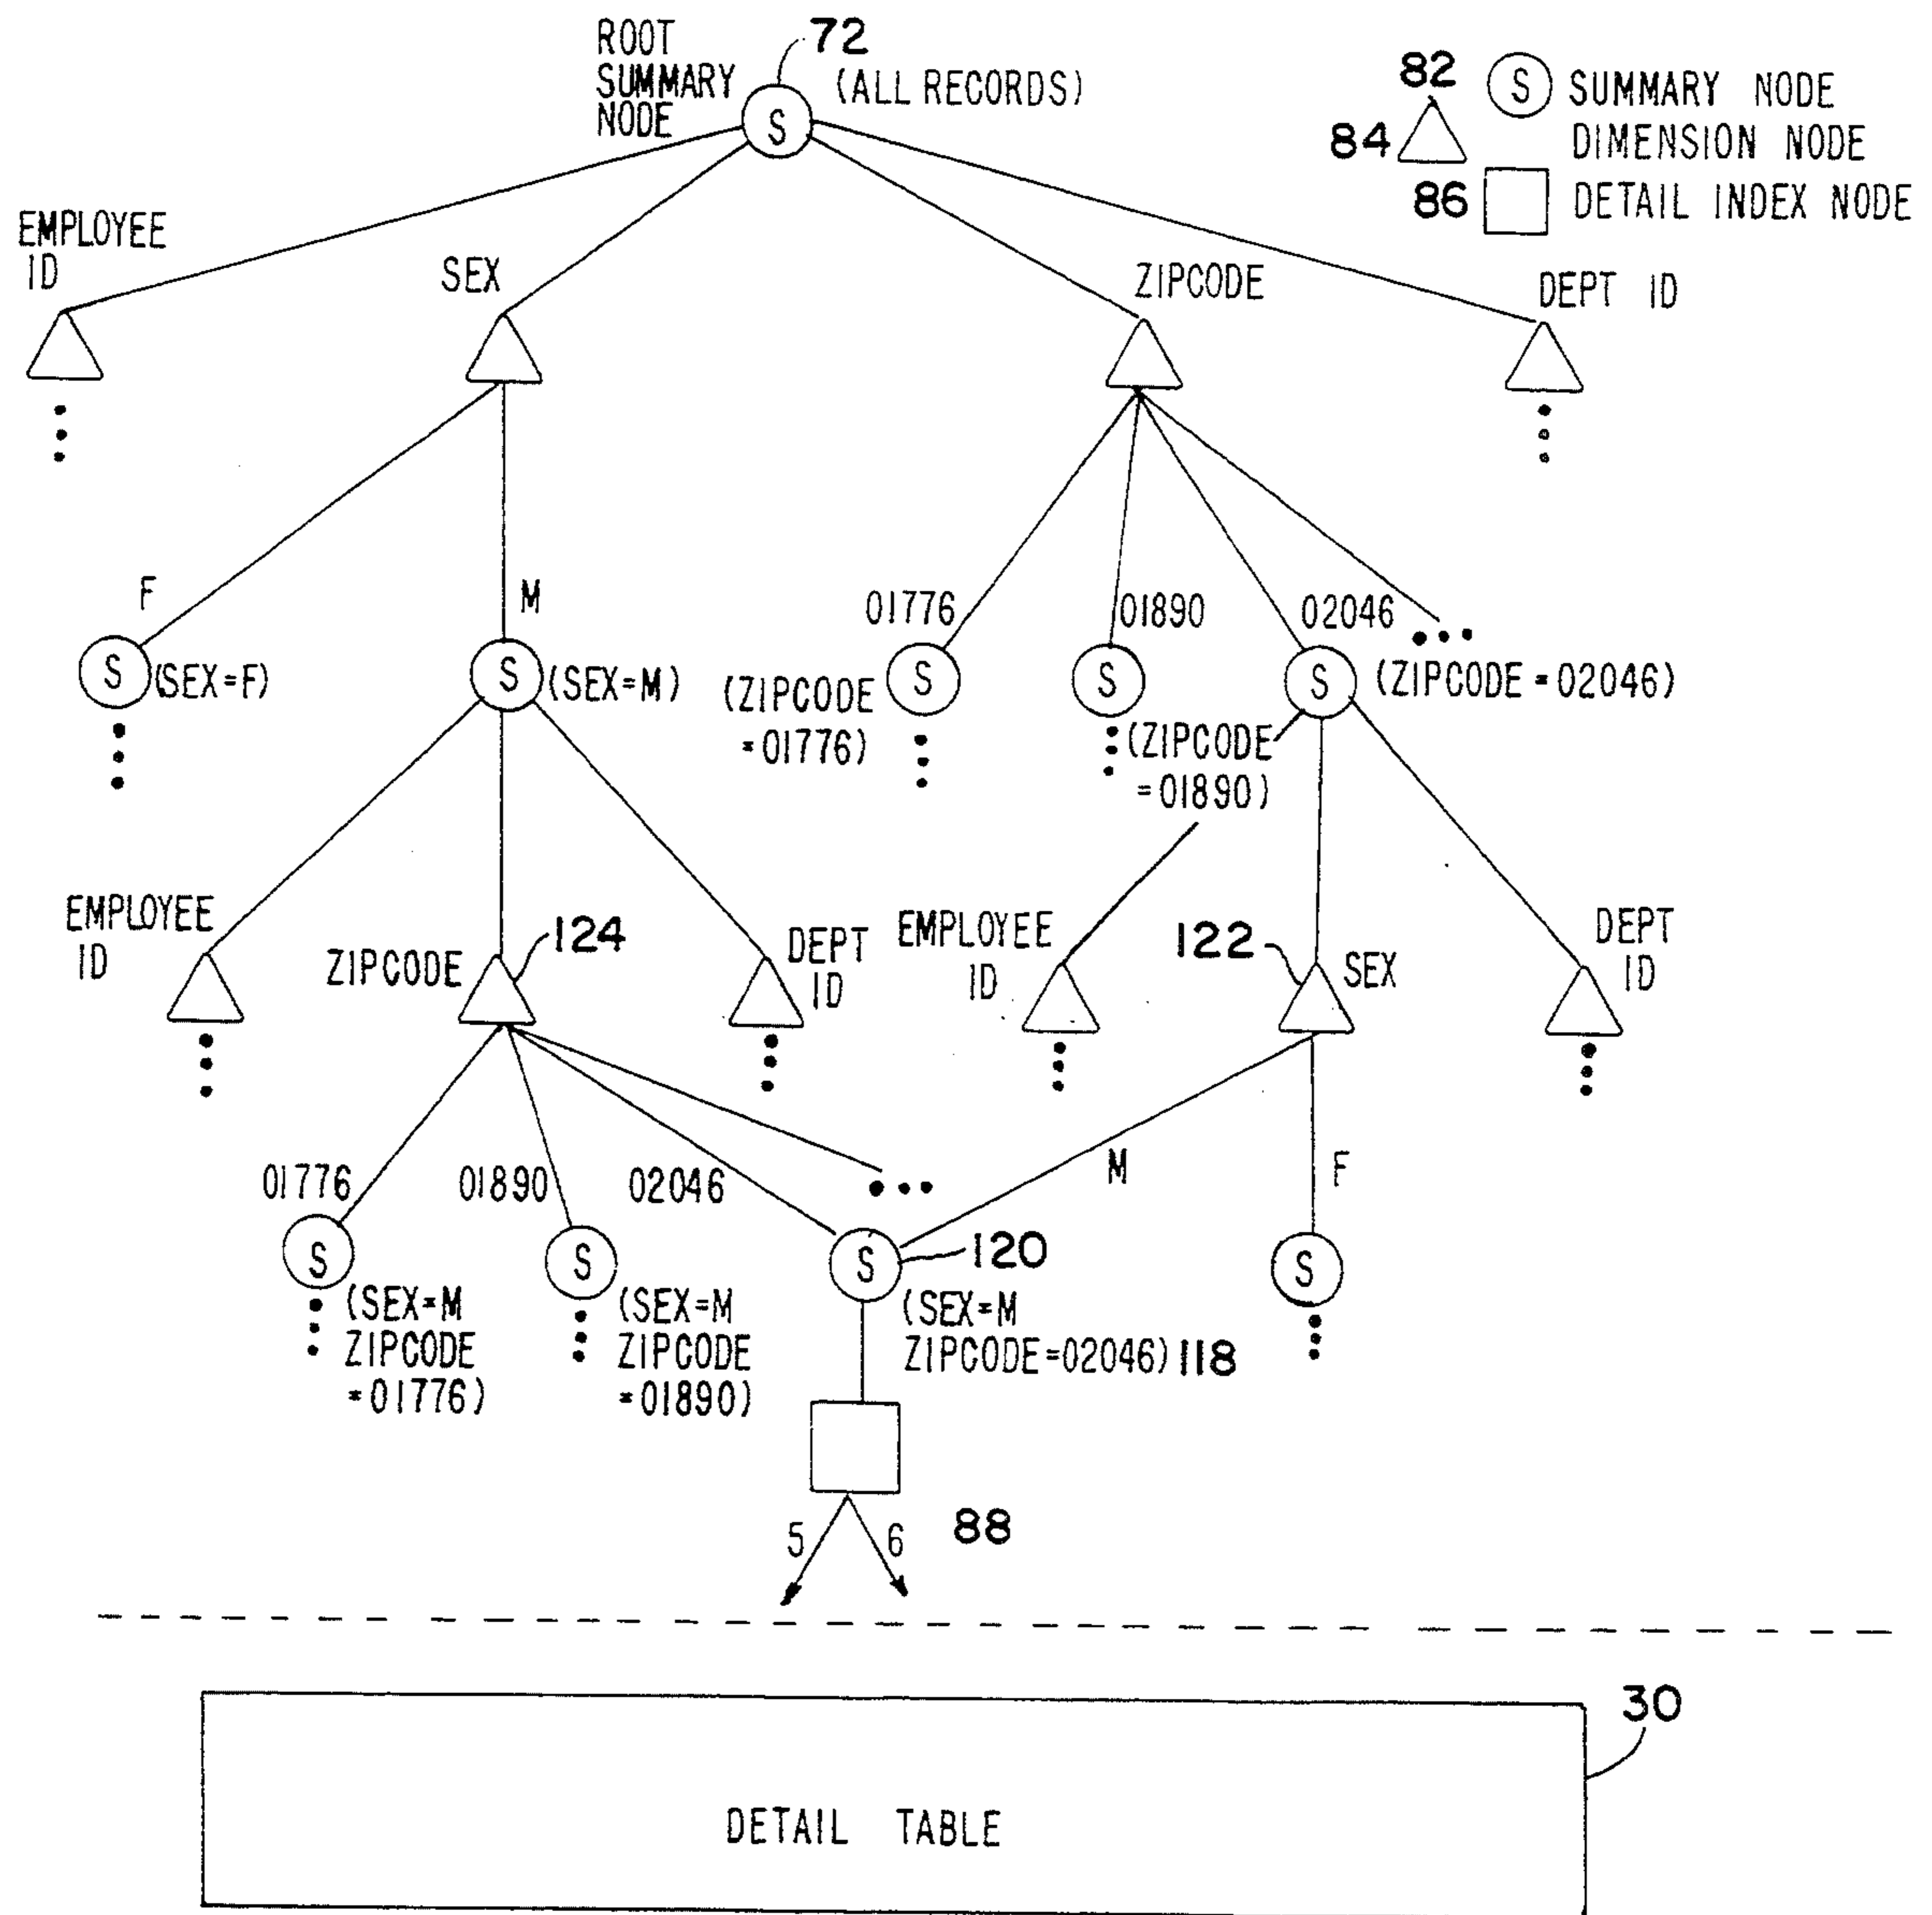 ROOT
SUMMARY
NODE
72
(ALL RECORDS)
S
82 S SUMMARY NODE
84 DIMENSION NODE
86 DETAIL INDEX NODE
EMPLOYEE
ID
SEX
ZIPCODE
DEPT ID
F
M
01776
01890
02046
S (SEX=F)
S (SEX=M)
S
(ZIPCODE
=01776)
S
(ZIPCODE
=01890)
S (ZIPCODE=02046)
EMPLOYEE
ID
ZIPCODE
124
DEPT
ID
EMPLOYEE
ID
122
SEX
DEPT
ID
01776
01890
02046
M
F
S
(SEX=M
ZIPCODE
=01776)
S
(SEX=M
ZIPCODE
=01890)
S
120
(SEX=M
ZIPCODE=02046) 118
S
5
6
88
30
DETAIL TABLE